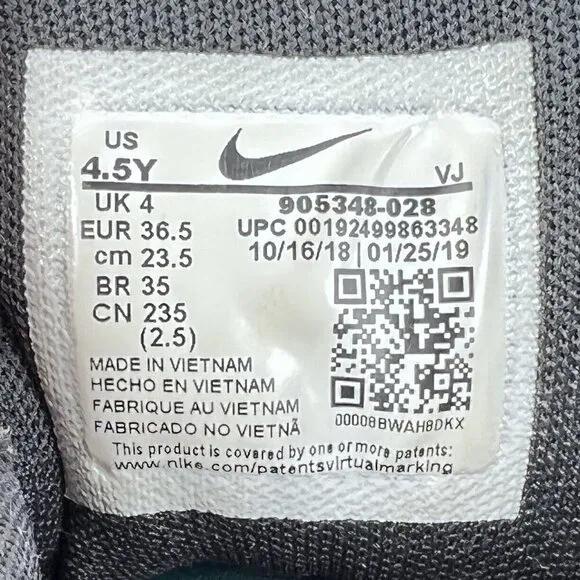 US
4.5Y
VJ
UK 4
905348-028
EUR 36.5
UPC 00192499863348
cm 23.5
10/16/18 | 01/25/19
BR 35
CN 235
(2.5)
MADE IN VIETNAM
HECHO EN VIETNAM
FABRIQUE AU VIETNAM
FABRICADO NO VIETNÃ
00008BWAH8DKX
This product is covered by one or more patents:
www.nike.com/patentsvirtualmarking